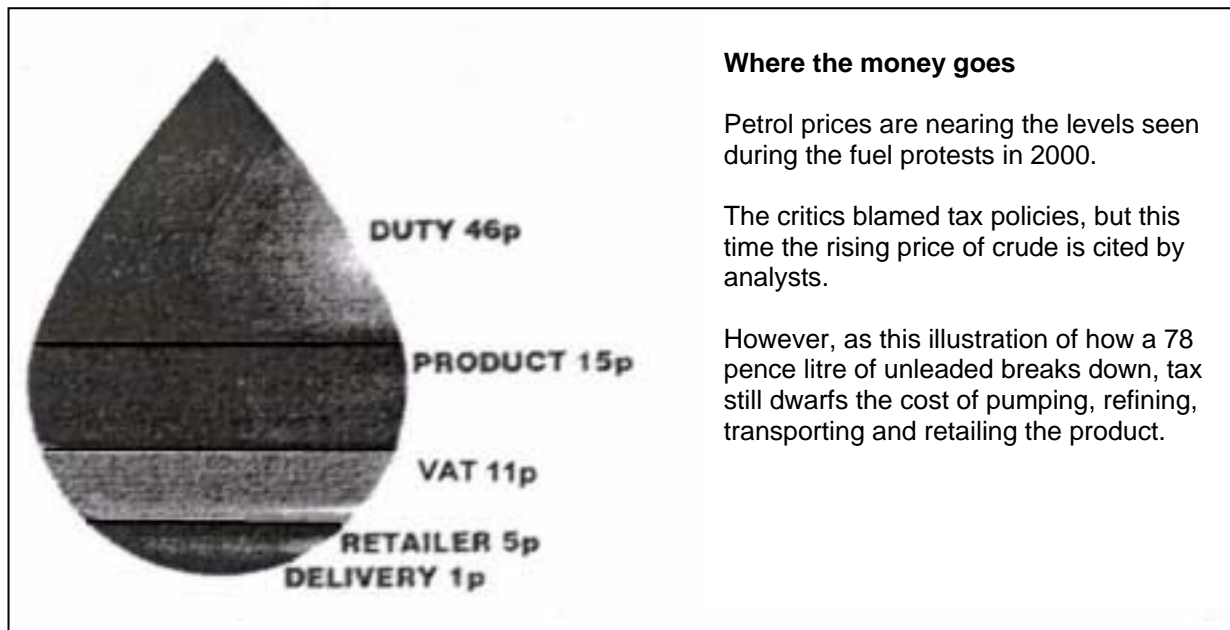 Where the money goes
Petrol prices are nearing the levels seen
during the fuel protests in 2000.
The critics blamed tax policies, but this
time the rising price of crude is cited by
analysts.
However, as this illustration of how a 78
pence litre of unleaded breaks down, tax
still dwarfs the cost of pumping, refining,
transporting and retailing the product.
DUTY 46p
PRODUCT 15p
VAT 11p
RETAILER 5p
DELIVERY 1p